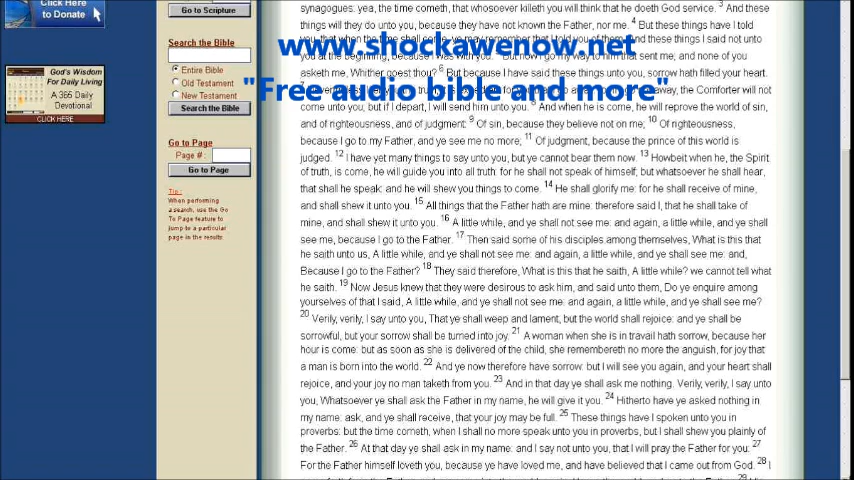 Click Here
to Donate
God's Wisdom
For Daily Living
A 365 Daily
Devotional
CLICK HERE
Go to Scripture
Search the Bible
Entire Bible
Old Testament
New Testament
Search the Bible
Go to Page
Page #:
Go to Page
Tip:
When performing
a search, use the Go
To Page feature to
jump to a particular
page in the results.
www.shockawenow.net
"Free audio bible and more"
synagogues: yea, the time cometh, that whosoever killeth you will think that he doeth God service. 3 And these
things will they do unto you, because they have not known the Father, nor me. 4 But these things have I told
you, that when the time shall come, ye may remember that I told you of them. And these things I said not unto
you at the beginning, because I was with you. 5 But now I go my way to him that sent me; and none of you
asketh me, Whither goest thou? 6 But because I have said these things unto you, sorrow hath filled your heart.
away, the Comforter will not
come unto you; but if I depart, I will send him unto you. 8 And when he is come, he will reprove the world of sin,
and of righteousness, and of judgment: 9 Of sin, because they believe not on me; 10 Of righteousness,
because I go to my Father, and ye see me no more; 11 Of judgment, because the prince of this world is
judged. 12 I have yet many things to say unto you, but ye cannot bear them now. 13 Howbeit when he, the Spirit
of truth, is come, he will guide you into all truth: for he shall not speak of himself; but whatsoever he shall hear,
that shall he speak: and he will shew you things to come. 14 He shall glorify me: for he shall receive of mine,
and shall shew it unto you. 15 All things that the Father hath are mine: therefore said I, that he shall take of
mine, and shall shew it unto you. 16 A little while, and ye shall not see me: and again, a little while, and ye shall
see me, because I go to the Father. 17 Then said some of his disciples among themselves, What is this that
he saith unto us, A little while, and ye shall not see me: and again, a little while, and ye shall see me: and,
Because I go to the Father? 18 They said therefore, What is this that he saith, A little while? we cannot tell what
he saith. 19 Now Jesus knew that they were desirous to ask him, and said unto them, Do ye enquire among
yourselves of that I said, A little while, and ye shall not see me: and again, a little while, and ye shall see me?
20 Verily, verily, I say unto you, That ye shall weep and lament, but the world shall rejoice: and ye shall be
sorrowful, but your sorrow shall be turned into joy. 21 A woman when she is in travail hath sorrow, because her
hour is come: but as soon as she is delivered of the child, she remembereth no more the anguish, for joy that
a man is born into the world. 22 And ye now therefore have sorrow: but I will see you again, and your heart shall
rejoice, and your joy no man taketh from you. 23 And in that day ye shall ask me nothing. Verily, verily, I say unto
you, Whatsoever ye shall ask the Father in my name, he will give it you. 24 Hitherto have ye asked nothing in
my name: ask, and ye shall receive, that your joy may be full. 25 These things have I spoken unto you in
proverbs: but the time cometh, when I shall no more speak unto you in proverbs, but I shall shew you plainly of
the Father. 26 At that day ye shall ask in my name: and I say not unto you, that I will pray the Father for you: 27
For the Father himself loveth you, because ye have loved me, and have believed that I came out from God. 28 I